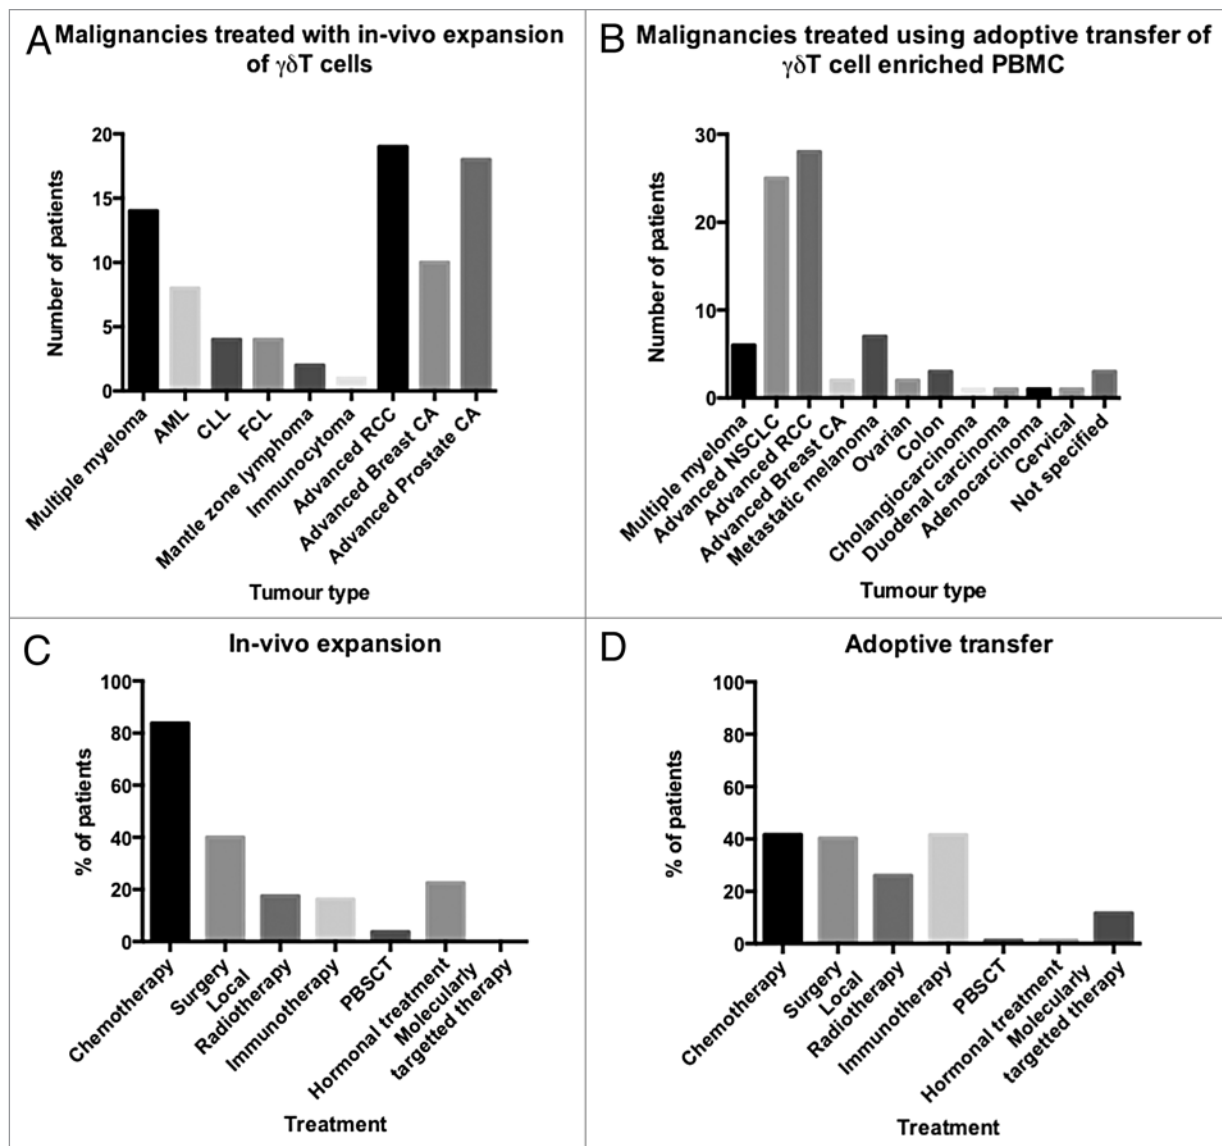 A Malignancies treated with in-vivo expansion
of γδT cells
Number of patients
20
15
10
5
0
Multiple myeloma
AML
CLL
FCL
Mantle zone lymphoma
Immunocytoma
Advanced RCC
Advanced Breast CA
Advanced Prostate CA
Tumour type
B Malignancies treated using adoptive transfer of
γδT cell enriched PBMC
Number of patients
30
20
10
0
Multiple myeloma
Advanced NSCLC
Advanced RCC
Advanced Breast CA
Metastatic melanoma
Ovarian
Colon
Cholangiocarcinoma
Duodenal carcinoma
Adenocarcinoma
Cervical
Not specified
Tumour type
C In-vivo expansion
% of patients
100
80
60
40
20
0
Chemotherapy
Surgery
Local
Radiotherapy
Immunotherapy
PBSCT
Hormonal treatment
Molecularly
targetted therapy
Treatment
D Adoptive transfer
% of patients
100
80
60
40
20
0
Chemotherapy
Surgery
Local
Radiotherapy
Immunotherapy
PBSCT
Hormonal treatment
Molecularly
targetted therapy
Treatment